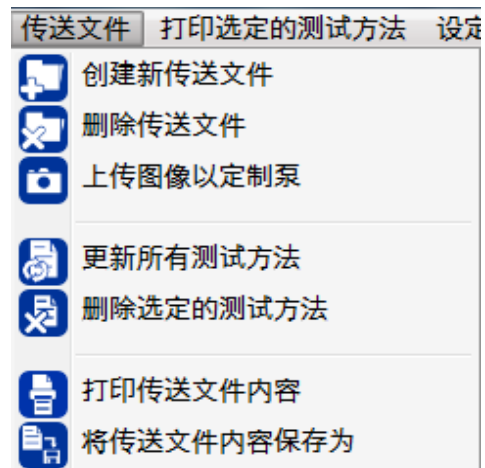 传送文件 打印选定的测试方法 设定
创建新传送文件
删除传送文件
上传图像以定制泵
更新所有测试方法
删除选定的测试方法
打印传送文件内容
将传送文件内容保存为